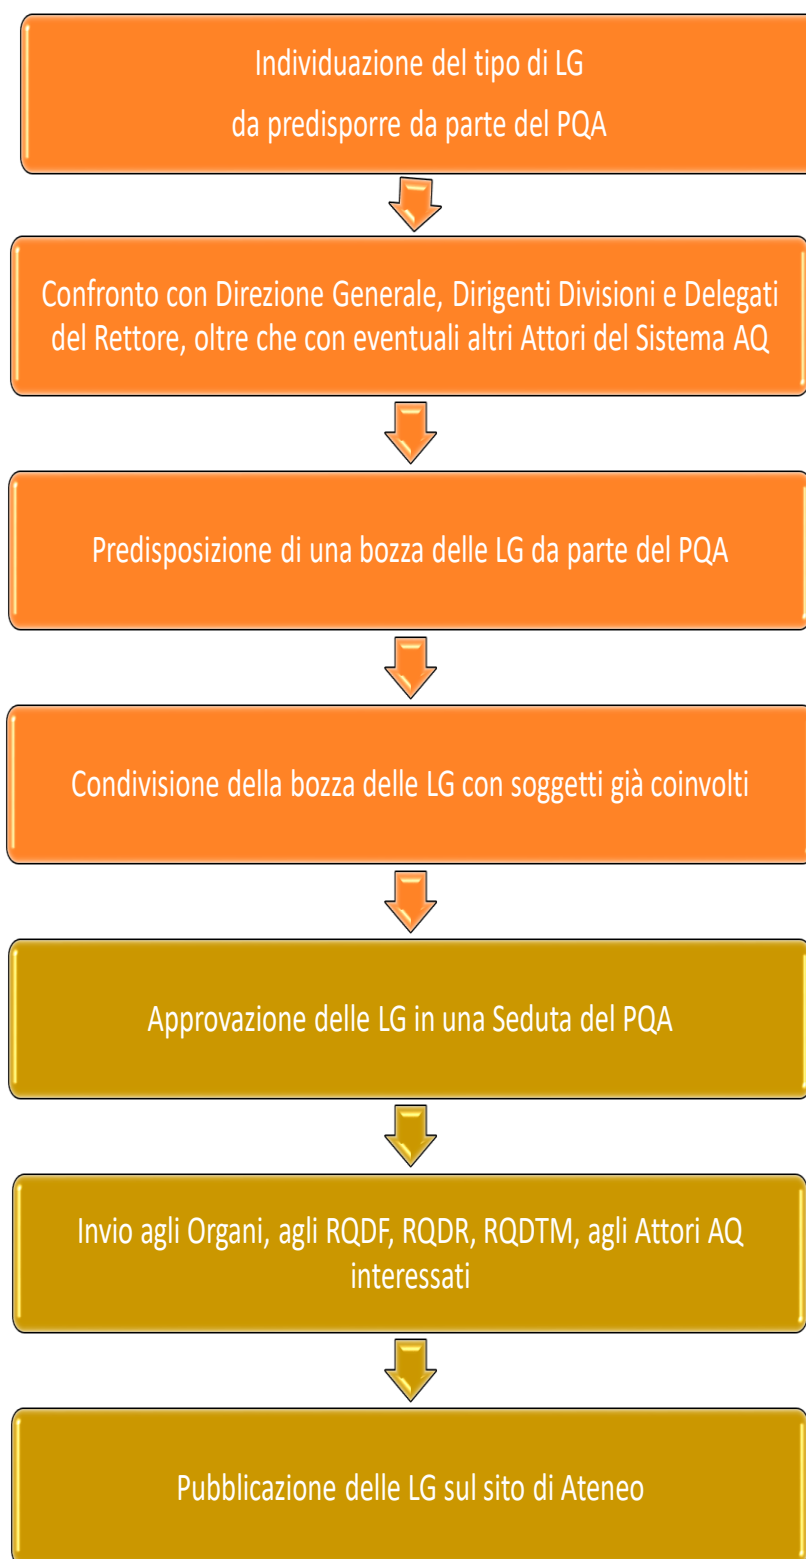 Individuazione del tipo di LG
da predisporre da parte del PQA
Confronto con Direzione Generale, Dirigenti Divisioni e Delegati
del Rettore, oltre che con eventuali altri Attori del Sistema AQ
Predisposizione di una bozza delle LG da parte del PQA
Condivisione della bozza delle LG con soggetti già coinvolti
Approvazione delle LG in una Seduta del PQA
Invio agli Organi, agli RQDF, RQDR, RQDTM, agli Attori AQ
interessati
Pubblicazione delle LG sul sito di Ateneo